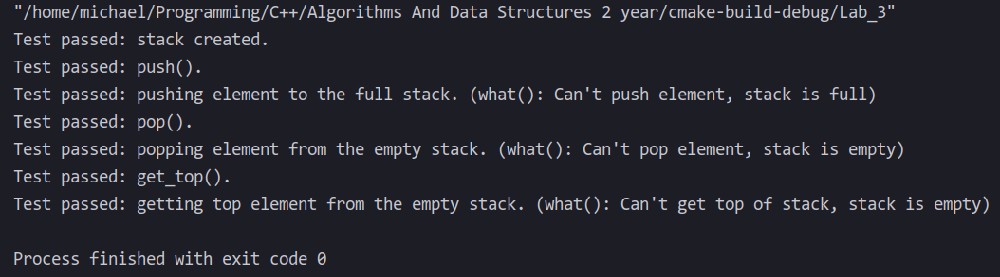 "/home/michael/Programming/C++/Algorithms And Data Structures 2 year/cmake-build-debug/Lab_3"
Test passed: stack created.
Test passed: push().
Test passed: pushing element to the full stack. (what(): Can't push element, stack is full)
Test passed: pop().
Test passed: popping element from the empty stack. (what(): Can't pop element, stack is empty)
Test passed: get_top().
Test passed: getting top element from the empty stack. (what(): Can't get top of stack, stack is empty)
Process finished with exit code 0